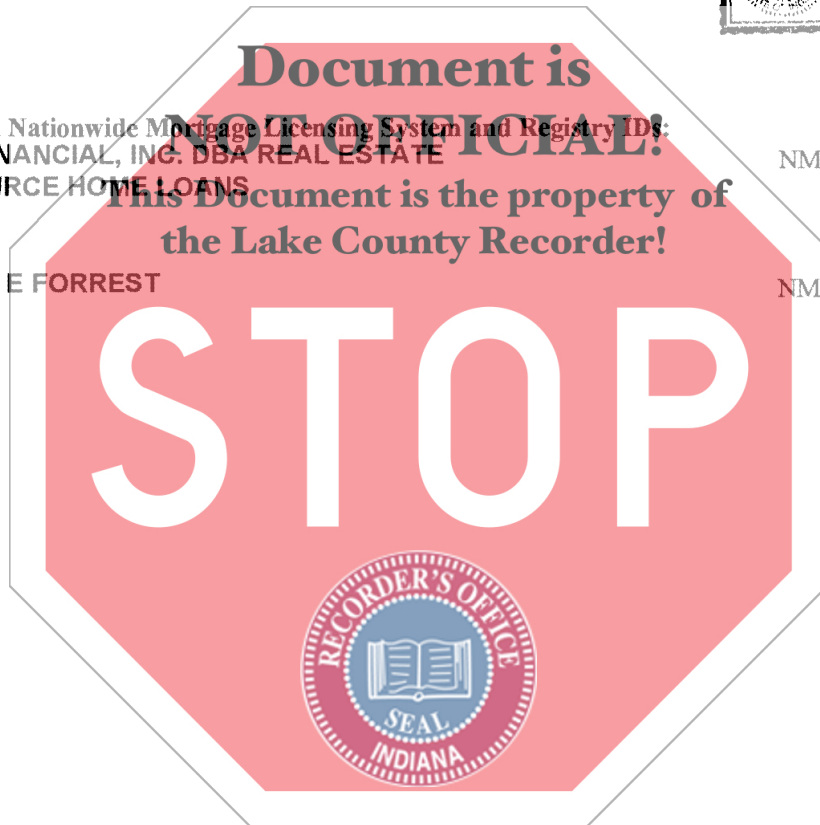 Document is
NOT OFFICIAL!
Nationwide Mortgage Licensing System and Registry IDs:
NANCIAL, INC. DBA REAL ESTATE
NM
This Document is the property of
RCE HOME LOANS
the Lake County Recorder!
E FORREST
NM
STOP
RECORDER'S OFFICE
SEAL
INDIANA